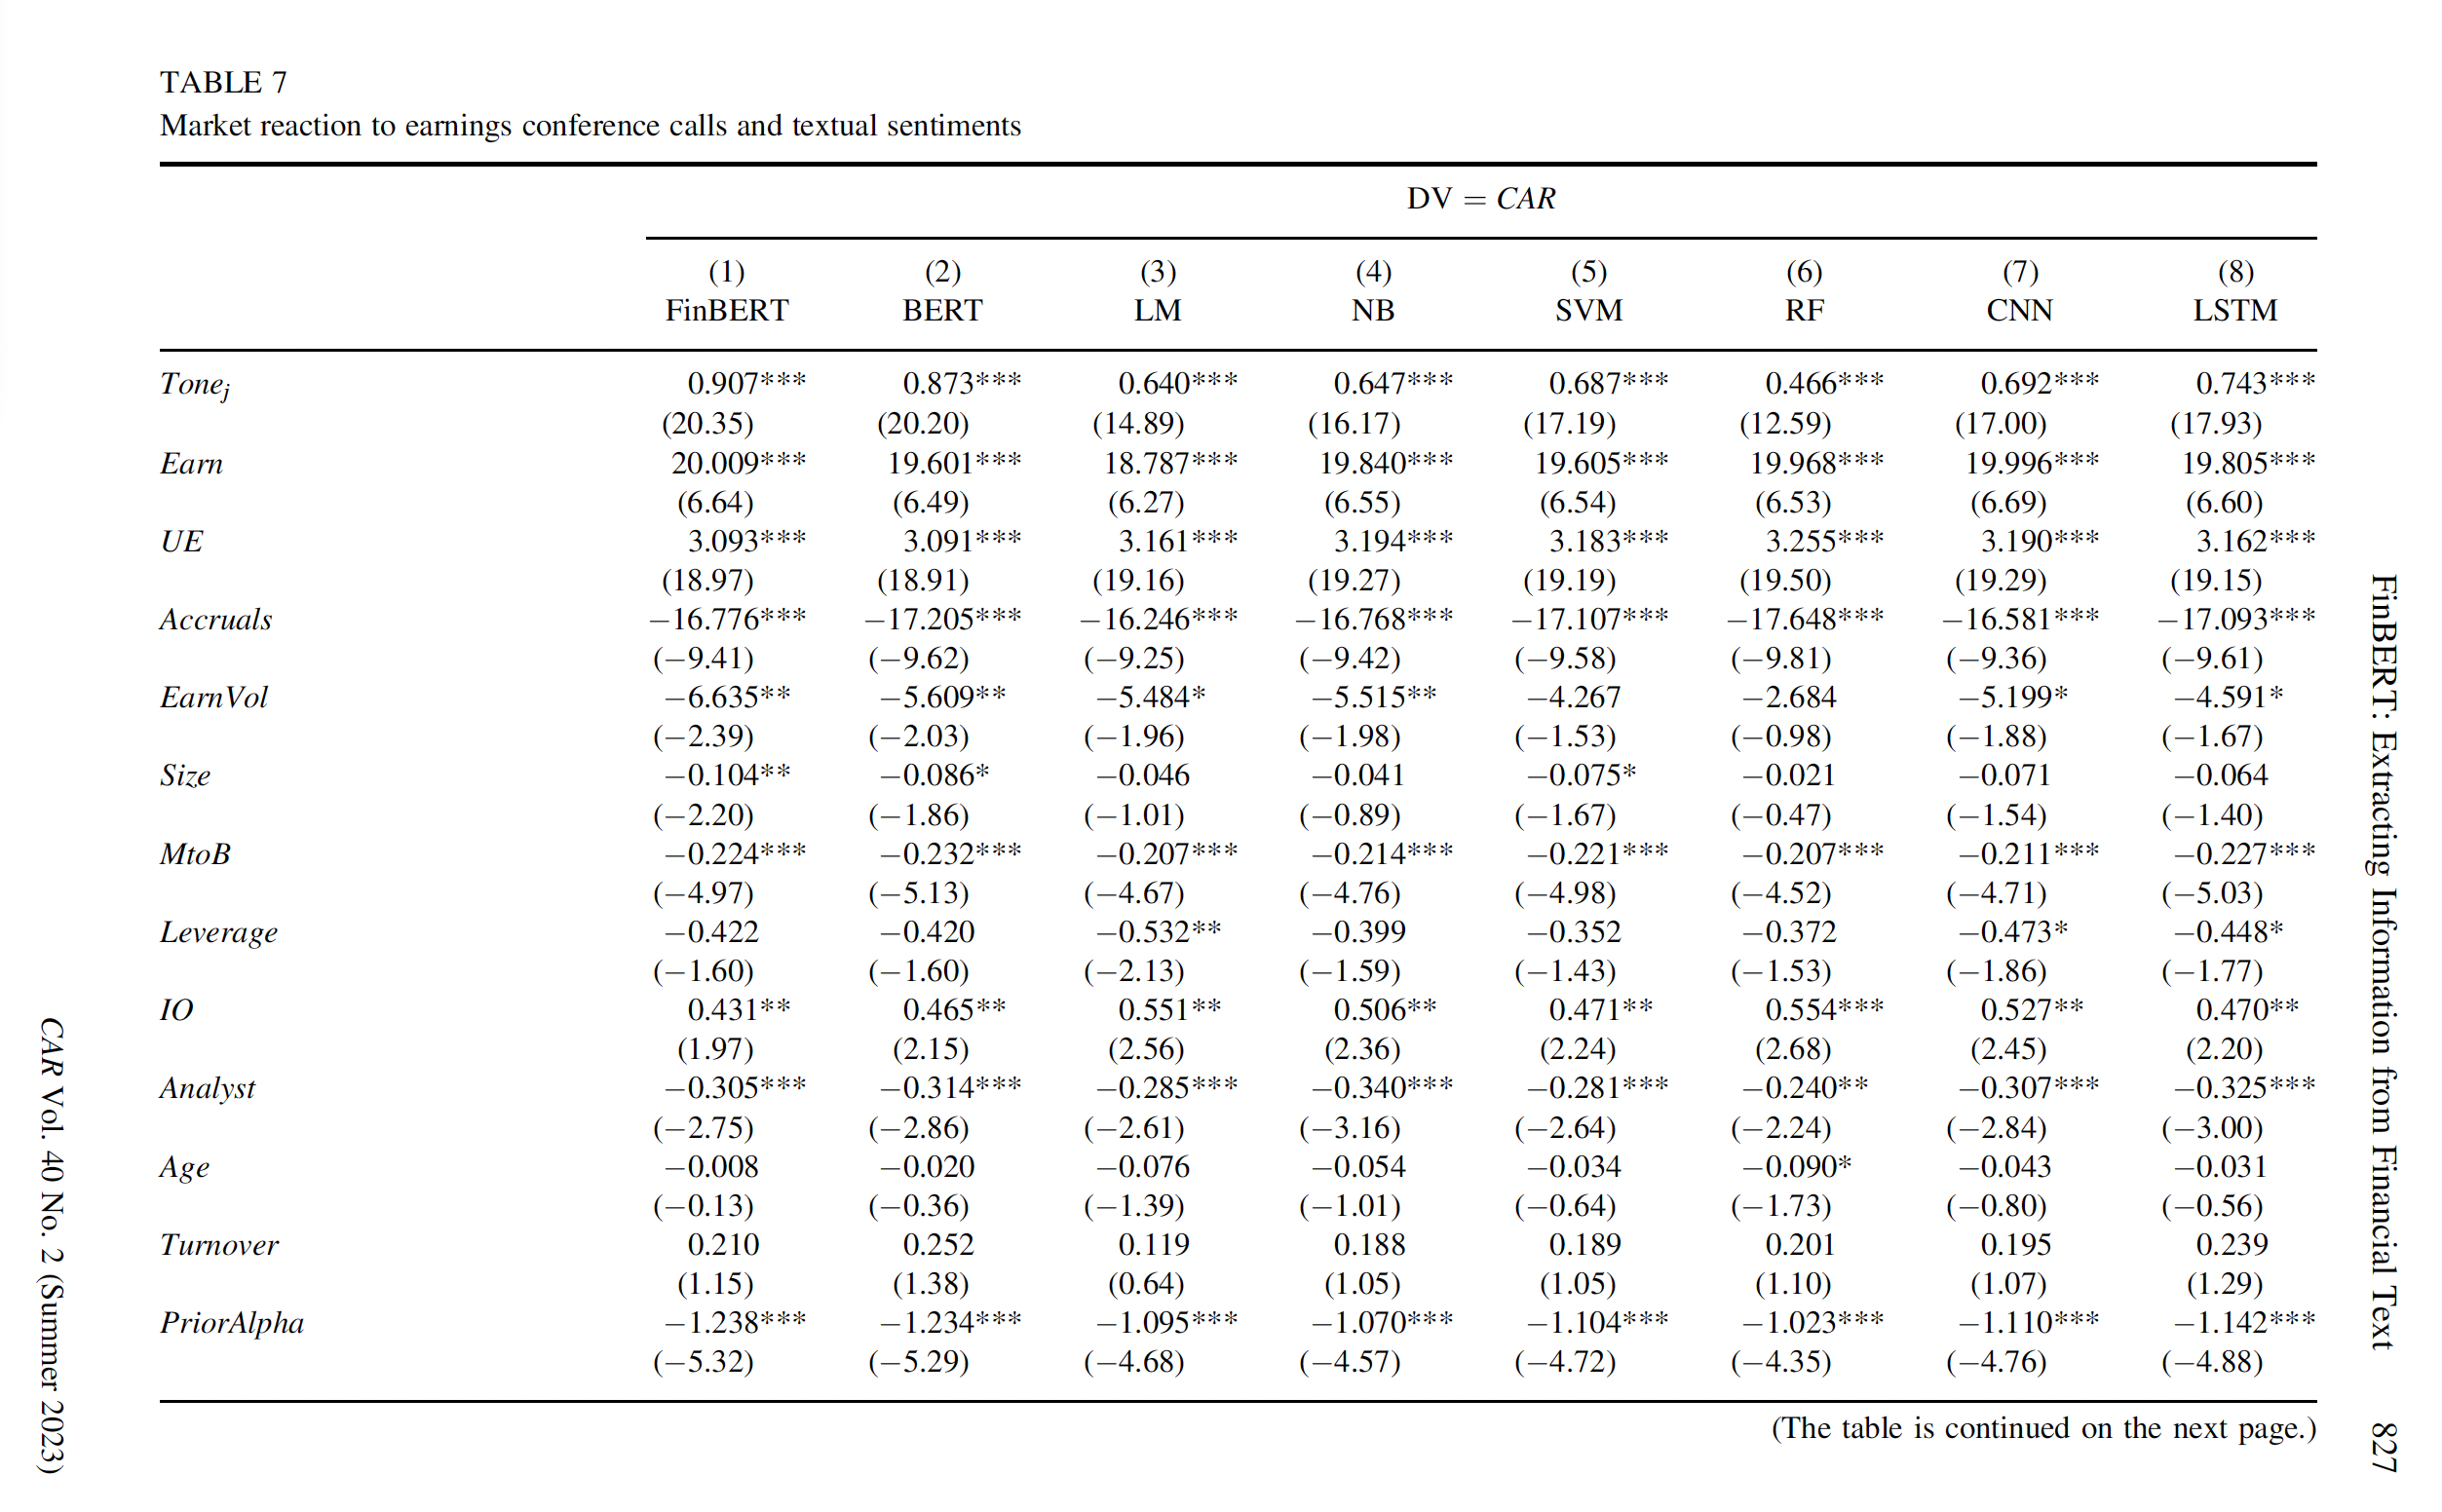 TABLE 7
Market reaction to earnings conference calls and textual sentiments
DV = CAR
(1) (2) (3) (4) (5) (6) (7) (8)
FinBERT BERT LM NB SVM RF CNN LSTM
Tonej 0.907*** 0.873*** 0.640*** 0.647*** 0.687*** 0.466*** 0.692*** 0.743***
(20.35) (20.20) (14.89) (16.17) (17.19) (12.59) (17.00) (17.93)
Earn 20.009*** 19.601*** 18.787*** 19.840*** 19.605*** 19.968*** 19.996*** 19.805***
(6.64) (6.49) (6.27) (6.55) (6.54) (6.53) (6.69) (6.60)
UE 3.093*** 3.091*** 3.161*** 3.194*** 3.183*** 3.255*** 3.190*** 3.162***
(18.97) (18.91) (19.16) (19.27) (19.19) (19.50) (19.29) (19.15)
Accruals −16.776*** −17.205*** −16.246*** −16.768*** −17.107*** −17.648*** −16.581*** −17.093***
(−9.41) (−9.62) (−9.25) (−9.42) (−9.58) (−9.81) (−9.36) (−9.61)
EarnVol −6.635** −5.609** −5.484* −5.515** −4.267 −2.684 −5.199* −4.591*
(−2.39) (−2.03) (−1.96) (−1.98) (−1.53) (−0.98) (−1.88) (−1.67)
Size −0.104** −0.086* −0.046 −0.041 −0.075* −0.021 −0.071 −0.064
(−2.20) (−1.86) (−1.01) (−0.89) (−1.67) (−0.47) (−1.54) (−1.40)
MtoB −0.224*** −0.232*** −0.207*** −0.214*** −0.221*** −0.207*** −0.211*** −0.227***
(−4.97) (−5.13) (−4.67) (−4.76) (−4.98) (−4.52) (−4.71) (−5.03)
Leverage −0.422 −0.420 −0.532** −0.399 −0.352 −0.372 −0.473* −0.448*
(−1.60) (−1.60) (−2.13) (−1.59) (−1.43) (−1.53) (−1.86) (−1.77)
IO 0.431** 0.465** 0.551** 0.506** 0.471** 0.554*** 0.527** 0.470**
(1.97) (2.15) (2.56) (2.36) (2.24) (2.68) (2.45) (2.20)
Analyst −0.305*** −0.314*** −0.285*** −0.340*** −0.281*** −0.240** −0.307*** −0.325***
(−2.75) (−2.86) (−2.61) (−3.16) (−2.64) (−2.24) (−2.84) (−3.00)
Age −0.008 −0.020 −0.076 −0.054 −0.034 −0.090* −0.043 −0.031
(−0.13) (−0.36) (−1.39) (−1.01) (−0.64) (−1.73) (−0.80) (−0.56)
Turnover 0.210 0.252 0.119 0.188 0.189 0.201 0.195 0.239
(1.15) (1.38) (0.64) (1.05) (1.05) (1.10) (1.07) (1.29)
PriorAlpha −1.238*** −1.234*** −1.095*** −1.070*** −1.104*** −1.023*** −1.110*** −1.142***
(−5.32) (−5.29) (−4.68) (−4.57) (−4.72) (−4.35) (−4.76) (−4.88)
(The table is continued on the next page.)
FinBERT: Extracting Information from Financial Text 827
CAR Vol. 40 No. 2 (Summer 2023)